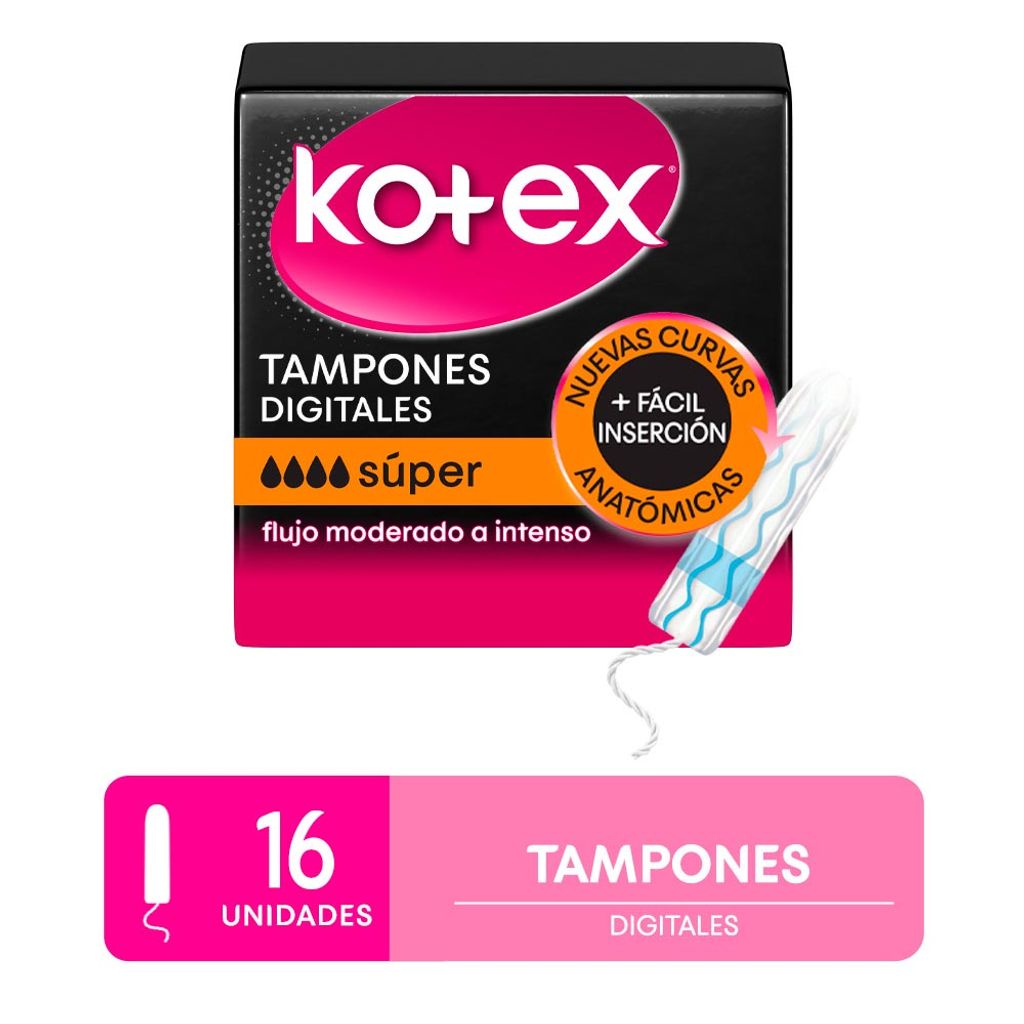 kotex®
TAMPONES
DIGITALES
súper
flujo moderado a intenso
NUEVAS CURVAS
+ FÁCIL
INSERCIÓN
ANATÓMICAS
16
UNIDADES
TAMPONES
DIGITALES